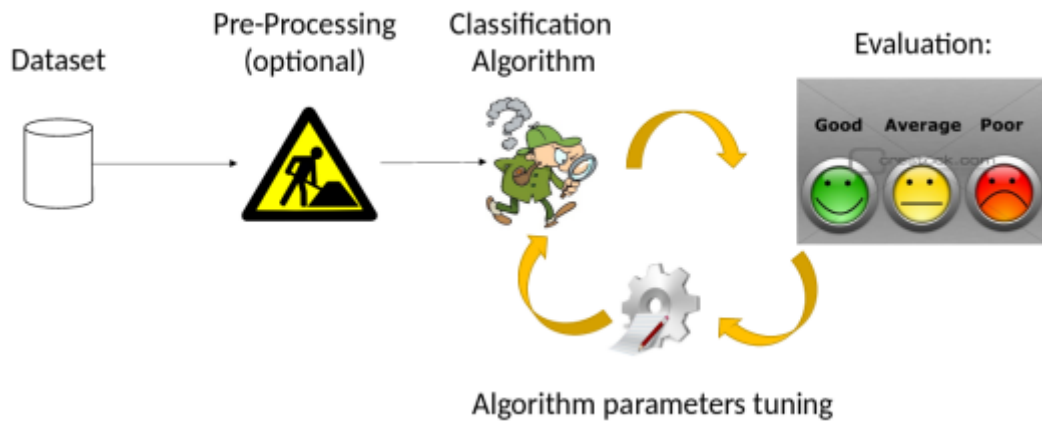 Dataset
Pre-Processing
(optional)
Classification
Algorithm
Evaluation:
Good Average Poor
Algorithm parameters tuning